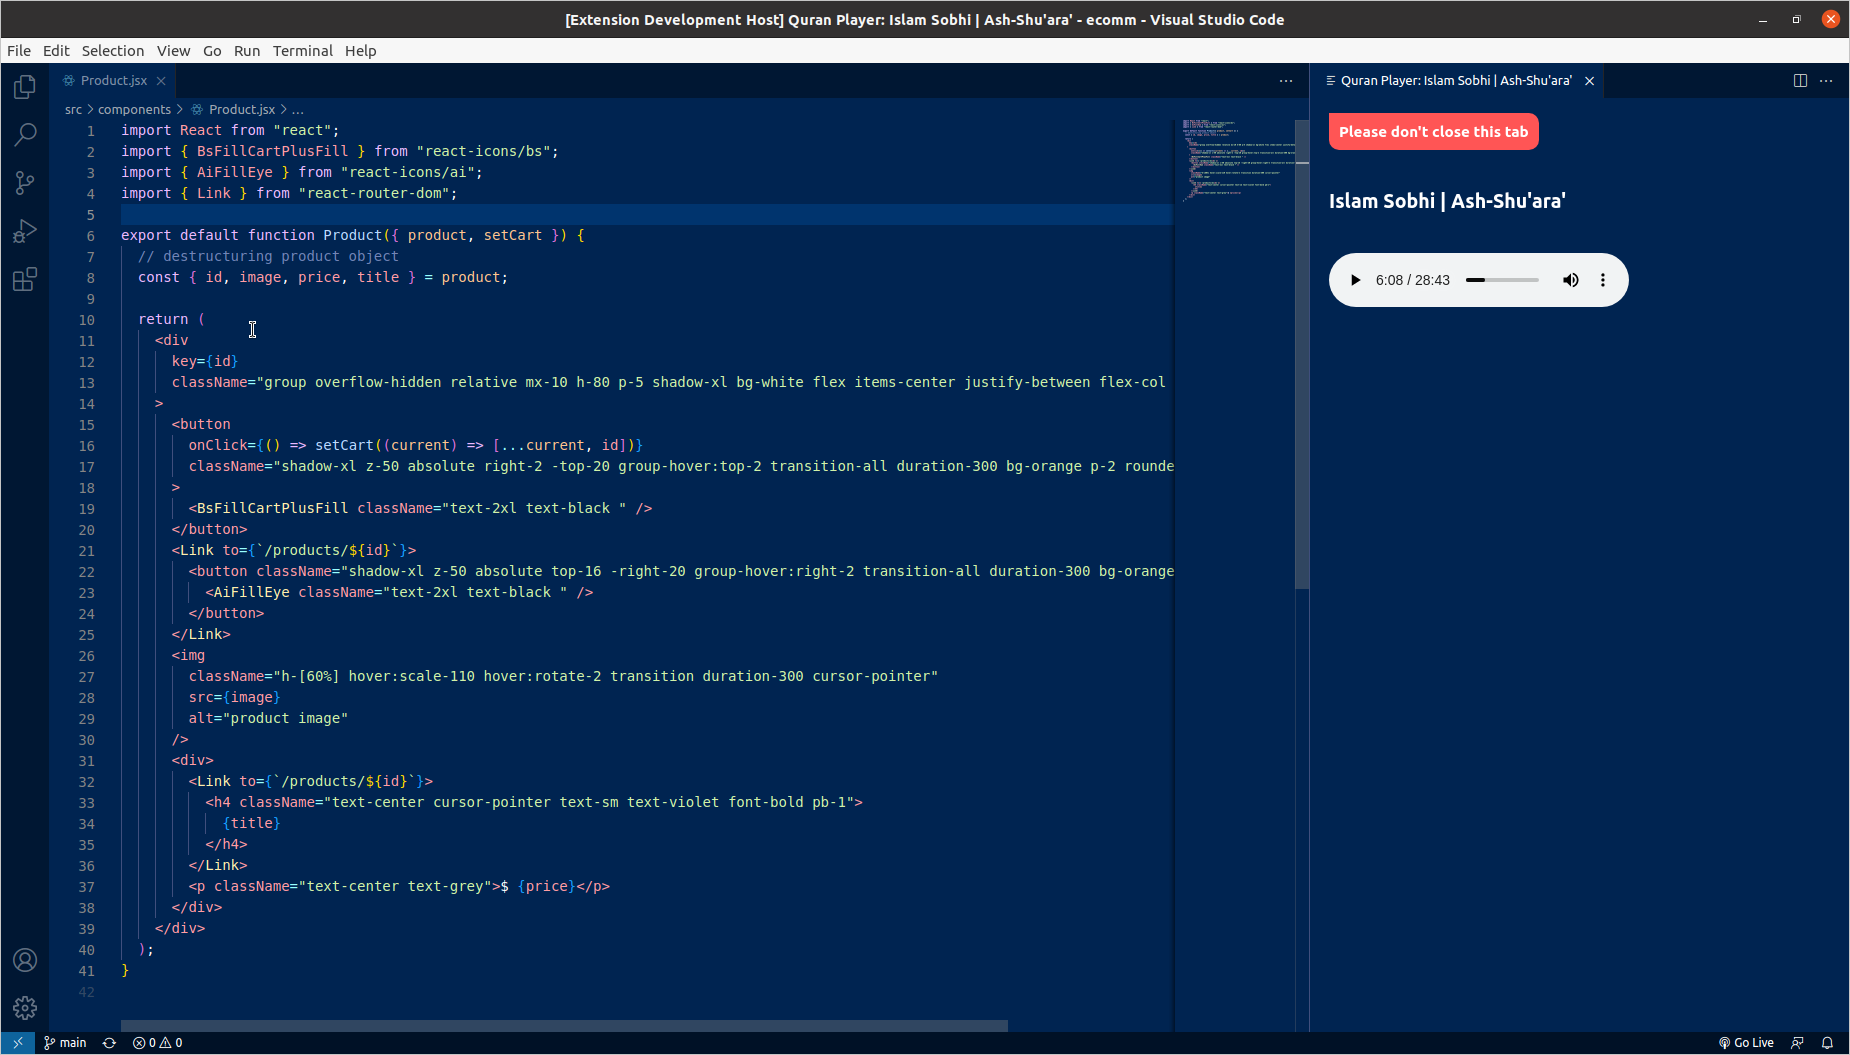 [Extension Development Host] Quran Player: Islam Sobhi | Ash-Shu'ara' - ecomm - Visual Studio Code
File Edit Selection View Go Run Terminal Help
Product.jsx
src > components > Product.jsx > ...
1 import React from "react";
2 import { BsFillCartPlusFill } from "react-icons/bs";
3 import { AiFillEye } from "react-icons/ai";
4 import { Link } from "react-router-dom";
5
6 export default function Product({ product, setCart }) {
7 // destructuring product object
8 const { id, image, price, title } = product;
9
10 return (
11 <div
12 key={id}
13 className="group overflow-hidden relative mx-10 h-80 p-5 shadow-xl bg-white flex items-center justify-between flex-col
14 >
15 <button
16 onClick={() => setCart((current) => [...current, id])}
17 className="shadow-xl z-50 absolute right-2 -top-20 group-hover:top-2 transition-all duration-300 bg-orange p-2 rounde
18 >
19 <BsFillCartPlusFill className="text-2xl text-black " />
20 </button>
21 <Link to={`/products/${id}`}>
22 <button className="shadow-xl z-50 absolute top-16 -right-20 group-hover:right-2 transition-all duration-300 bg-orange
23 <AiFillEye className="text-2xl text-black " />
24 </button>
25 </Link>
26 <img
27 className="h-[60%] hover:scale-110 hover:rotate-2 transition duration-300 cursor-pointer"
28 src={image}
29 alt="product image"
30 />
31 <div>
32 <Link to={`/products/${id}`}>
33 <h4 className="text-center cursor-pointer text-sm text-violet font-bold pb-1">
34 {title}
35 </h4>
36 </Link>
37 <p className="text-center text-grey">$ {price}</p>
38 </div>
39 </div>
40 );
41 }
42
Quran Player: Islam Sobhi | Ash-Shu'ara'
Please don't close this tab
Islam Sobhi | Ash-Shu'ara'
6:08 / 28:43
main 0 0 Go Live